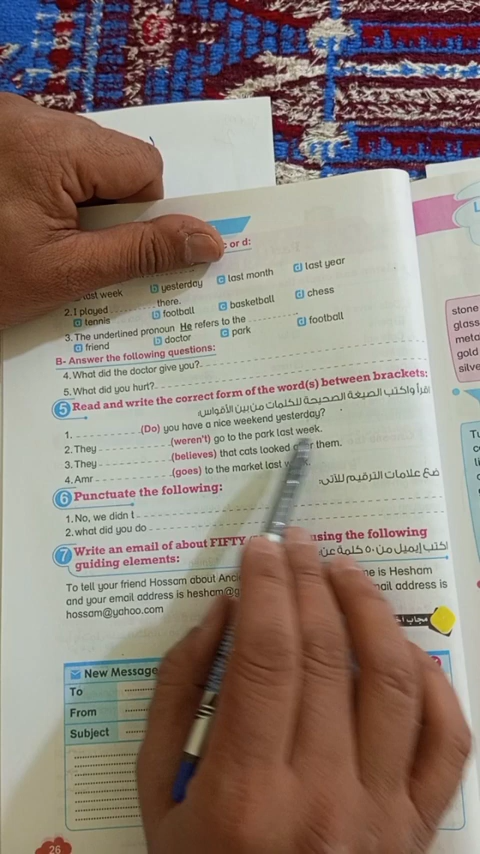 c or d:
last week b yesterday c last month d last year
2. I played ............ there.
a tennis b football c basketball d chess
3. The underlined pronoun He refers to the ............
a friend b doctor c park d football
B- Answer the following questions:
4. What did the doctor give you?
5. What did you hurt?
5 Read and write the correct form of the word(s) between brackets:
اقرأ واكتب الصيغة الصحيحة للكلمات من بين الأقواس:
1. ............ (Do) you have a nice weekend yesterday?
2. They ............ (weren't) go to the park last week.
3. They ............ (believes) that cats looked after them.
4. Amr ............ (goes) to the market last
6 Punctuate the following:
ضع علامات الترقيم للآتى:
1. No, we didn t
2. what did you do
7 Write an email of about FIFTY using the following
guiding elements:
اكتب إيميل من ٥٠ كلمة عن
To tell your friend Hossam about is Hesham
and your email address is hesham@ address is
hossam@yahoo.com
مجاب
New Message
To
From
Subject
26
stone
glass
meta
gold
silve